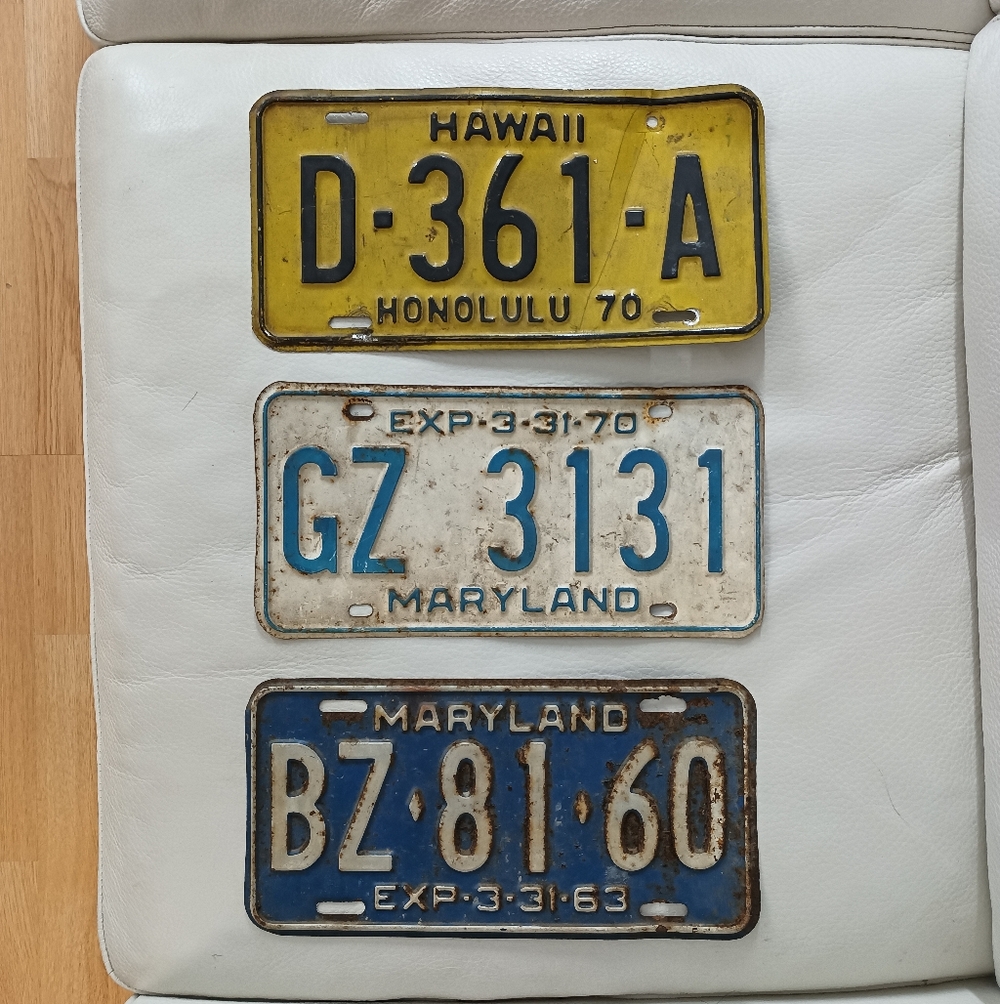 HAWAII
D·361·A
HONOLULU 70
EXP·3·31·70
GZ 3131
MARYLAND
MARYLAND
BZ·81·60
EXP·3·31·63